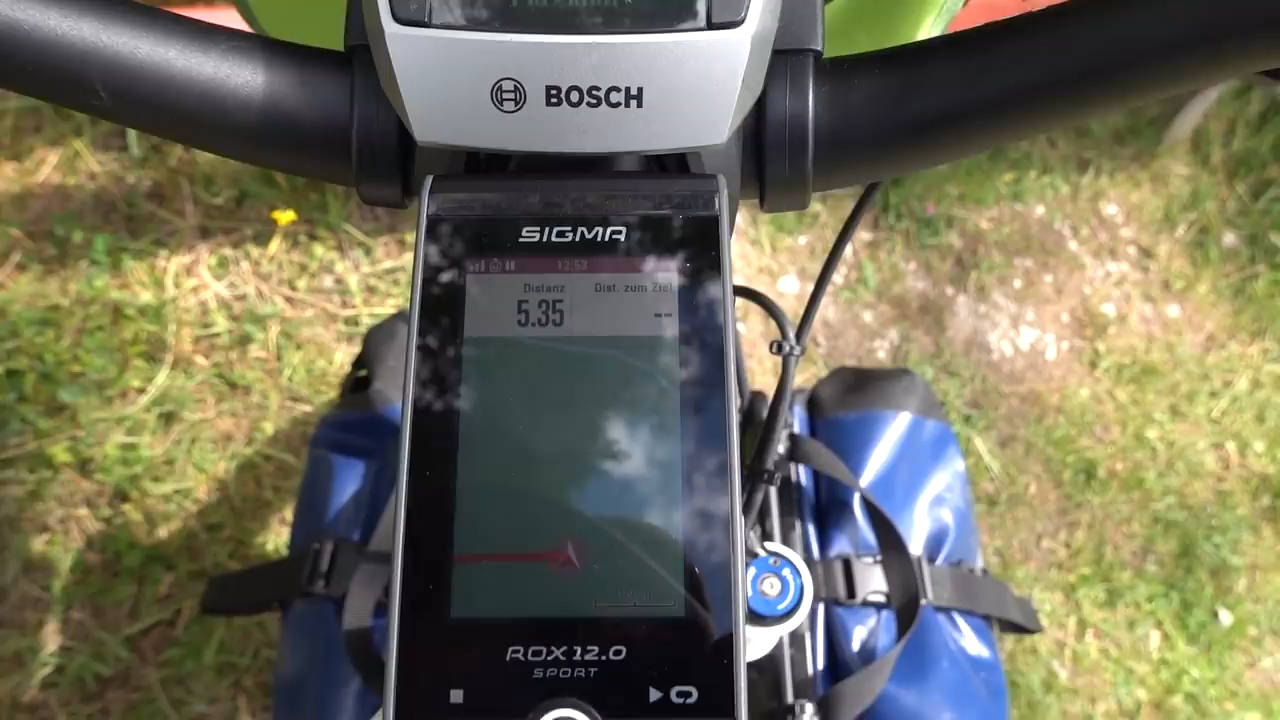 BOSCH
SIGMA
12:53
Distanz
Dist. zum Ziel
5.35
--
ROX 12.0
SPORT